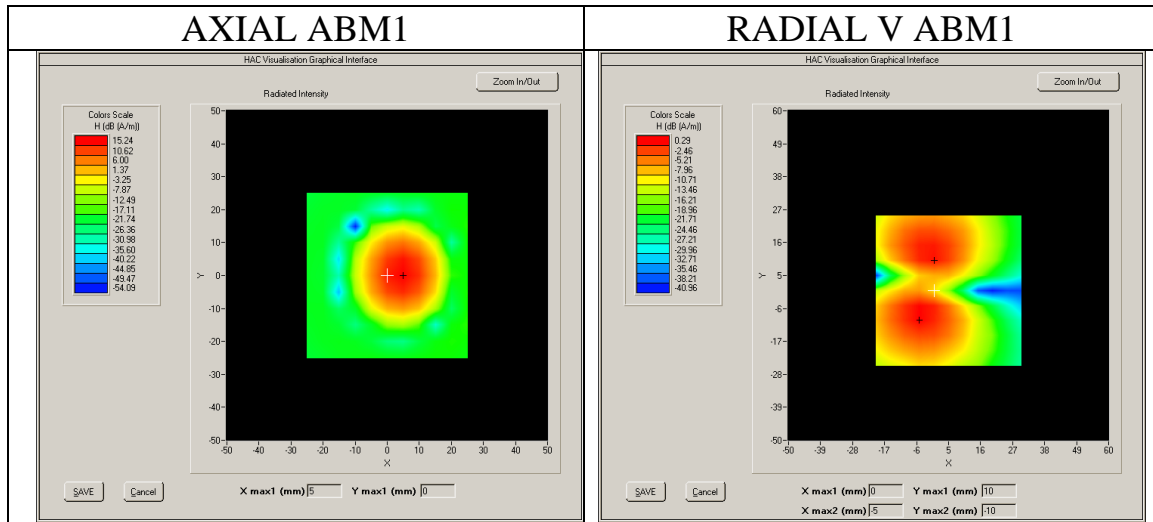 AXIAL ABM1
HAC Visualisation Graphical Interface
Zoom In/Out
Radiated Intensity
Colors Scale
H (dB (A/m))
15.24
10.62
6.00
1.37
-3.25
-7.87
-12.49
-17.11
-21.74
-26.36
-30.98
-35.60
-40.22
-44.85
-49.47
-54.09
50-
40-
30-
20-
10-
Y 0-
-10-
-20-
-30-
-40-
-50-
-50 -40 -30 -20 -10 0 10 20 30 40 50
X
SAVE Cancel X max1 (mm) 5 Y max1 (mm) 0
RADIAL V ABM1
HAC Visualisation Graphical Interface
Zoom In/Out
Radiated Intensity
Colors Scale
H (dB (A/m))
0.29
-2.46
-5.21
-7.96
-10.71
-13.46
-16.21
-18.96
-21.71
-24.46
-27.21
-29.96
-32.71
-35.46
-38.21
-40.96
60-
49-
38-
27-
16-
Y 5-
-6-
-17-
-28-
-39-
-50-
-50 -39 -28 -17 -6 5 16 27 38 49 60
X
SAVE Cancel X max1 (mm) 0 Y max1 (mm) 10
X max2 (mm) -5 Y max2 (mm) -10